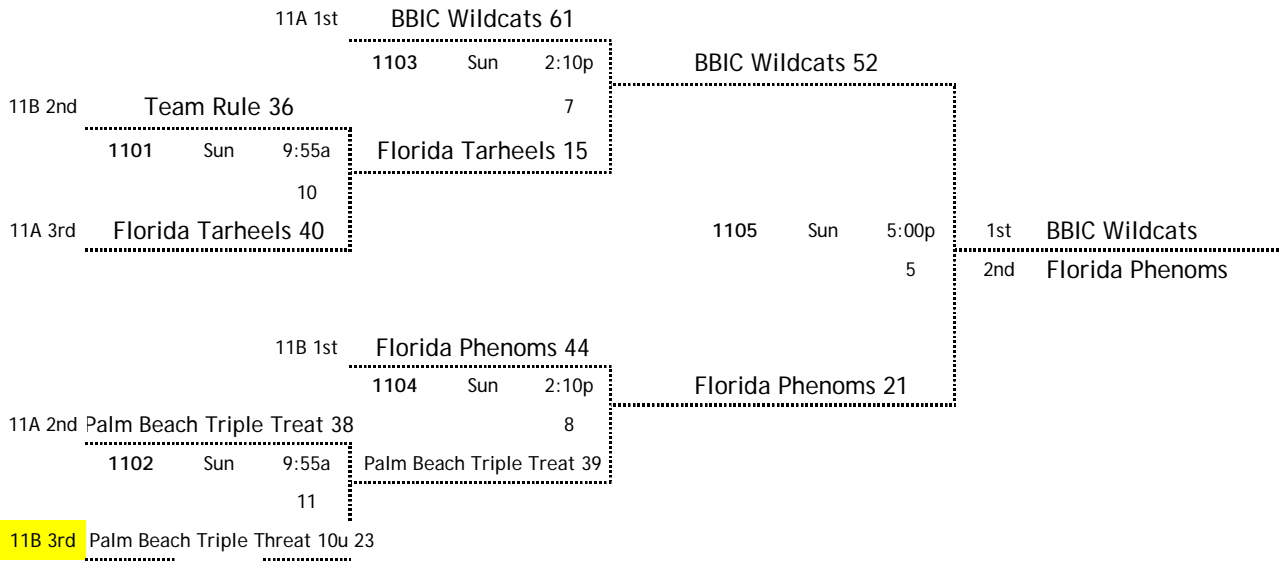 11A 1st BBIC Wildcats 61
1103 Sun 2:10p BBIC Wildcats 52
11B 2nd Team Rule 36 7
1101 Sun 9:55a Florida Tarheels 15
10
11A 3rd Florida Tarheels 40 1105 Sun 5:00p 1st BBIC Wildcats
5 2nd Florida Phenoms
11B 1st Florida Phenoms 44
1104 Sun 2:10p Florida Phenoms 21
11A 2nd Palm Beach Triple Treat 38 8
1102 Sun 9:55a Palm Beach Triple Treat 39
11
11B 3rd Palm Beach Triple Threat 10u 23